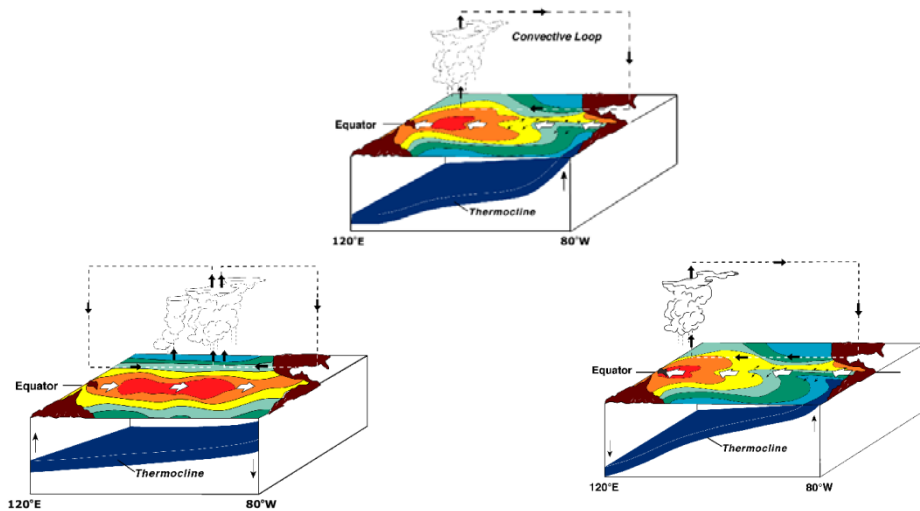 Convective Loop
Equator
Thermocline
120°E 80°W
Equator
Thermocline
120°E 80°W
Equator
Thermocline
120°E 80°W